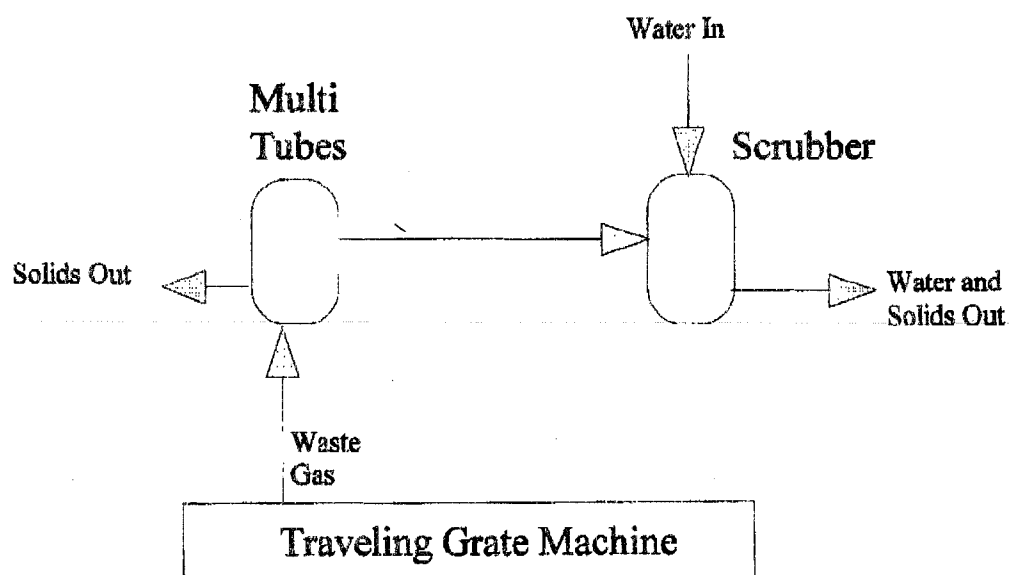 Water In
Multi
Tubes
Scrubber
Solids Out
Water and
Solids Out
Waste
Gas
Traveling Grate Machine